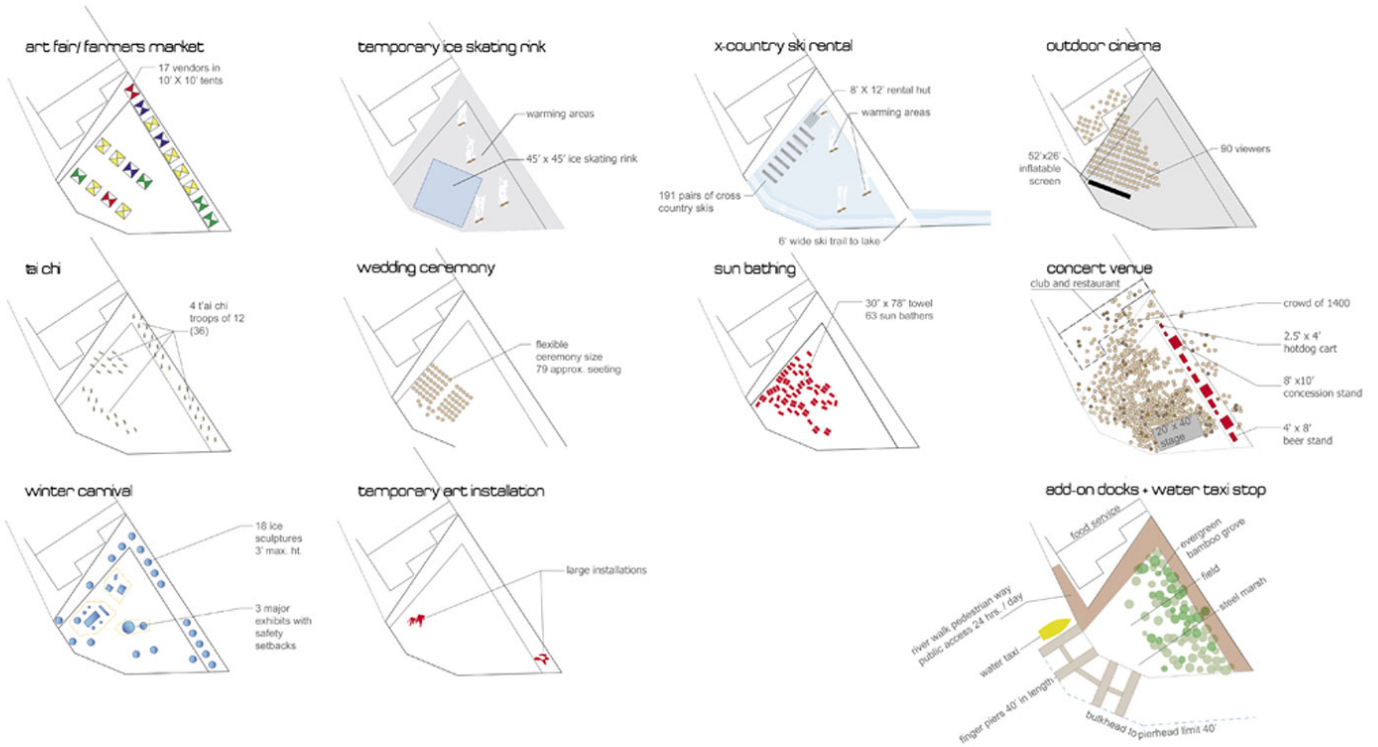 art fair/ farmers market
17 vendors in
10' X 10' tents
temporary ice skating rink
warming areas
45' x 45' ice skating rink
x-country ski rental
8' X 12' rental hut
warming areas
191 pairs of cross
country skis
6' wide ski trail to lake
outdoor cinema
52'x26'
inflatable
screen
90 viewers
tai chi
4 t'ai chi
troops of 12
(36)
wedding ceremony
flexible
ceremony size
79 approx. seeting
sun bathing
30" x 78" towel
63 sun bathers
concert venue
club and restaurant
crowd of 1400
2.5' x 4'
hotdog cart
8' x10'
concession stand
4' x 8'
beer stand
20' x 40'
stage
winter carnival
18 ice
sculptures
3' max. ht.
3 major
exhibits with
safety
setbacks
temporary art installation
large installations
add-on docks + water taxi stop
food service
evergreen
bamboo grove
field
steel marsh
river walk pedestrian way
public access 24 hrs. / day
water taxi
finger piers 40' in length
bulkhead to pierhead limit 40'